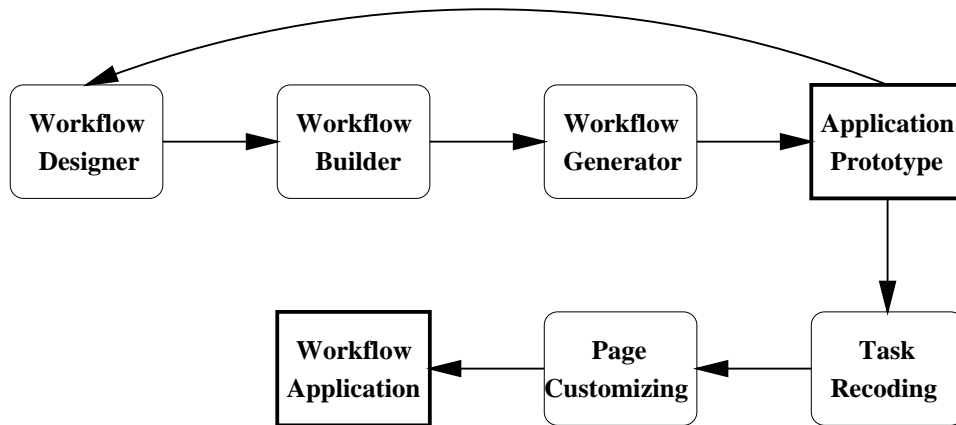 Workflow
Designer
Workflow
Builder
Workflow
Generator
Application
Prototype
Workflow
Application
Page
Customizing
Task
Recoding